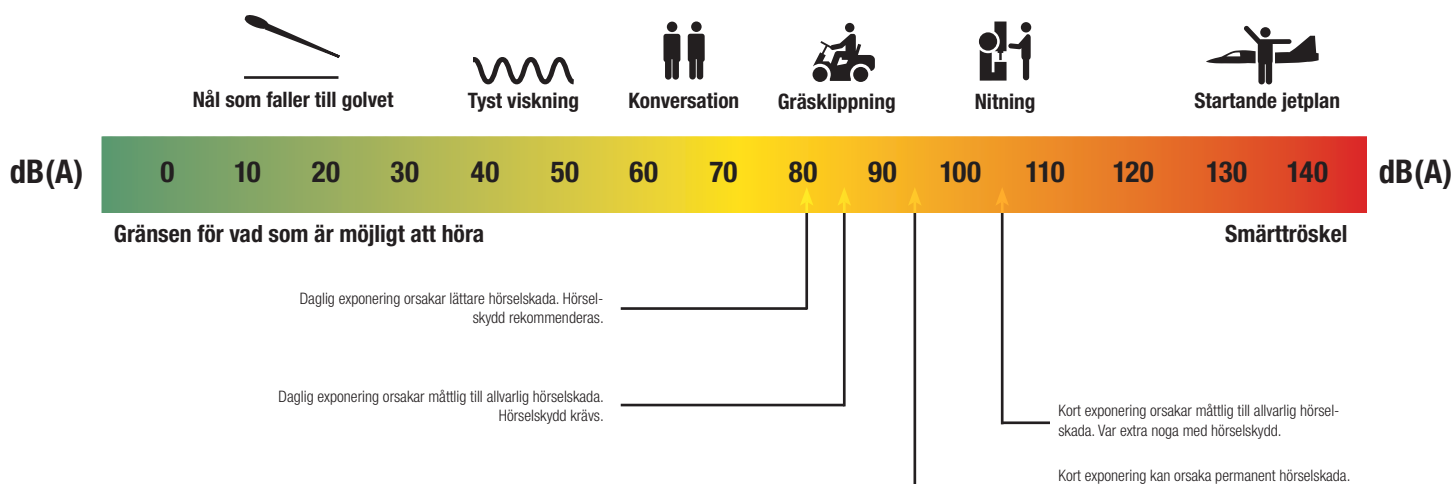 Nål som faller till golvet
Tyst viskning
Konversation
Gräsklippning
Nitning
Startande jetplan
dB(A) 0 10 20 30 40 50 60 70 80 90 100 110 120 130 140 dB(A)
Gränsen för vad som är möjligt att höra
Smärttröskel
Daglig exponering orsakar lättare hörselskada. Hörsel-
skydd rekommenderas.
Daglig exponering orsakar måttlig till allvarlig hörselskada.
Hörselskydd krävs.
Kort exponering orsakar måttlig till allvarlig hörsel-
skada. Var extra noga med hörselskydd.
Kort exponering kan orsaka permanent hörselskada.